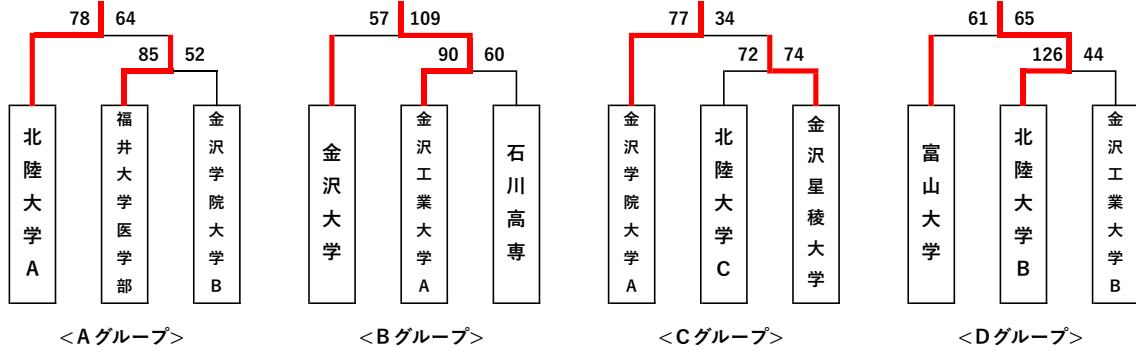 78 64
85 52
北陸大学A
福井大学医学部
金沢学院大学B
<Aグループ>
57 109
90 60
金沢大学
金沢工業大学A
石川高専
<Bグループ>
77 34
72 74
金沢学院大学A
北陸大学C
金沢星稜大学
<Cグループ>
61 65
126 44
富山大学
北陸大学B
金沢工業大学B
<Dグループ>